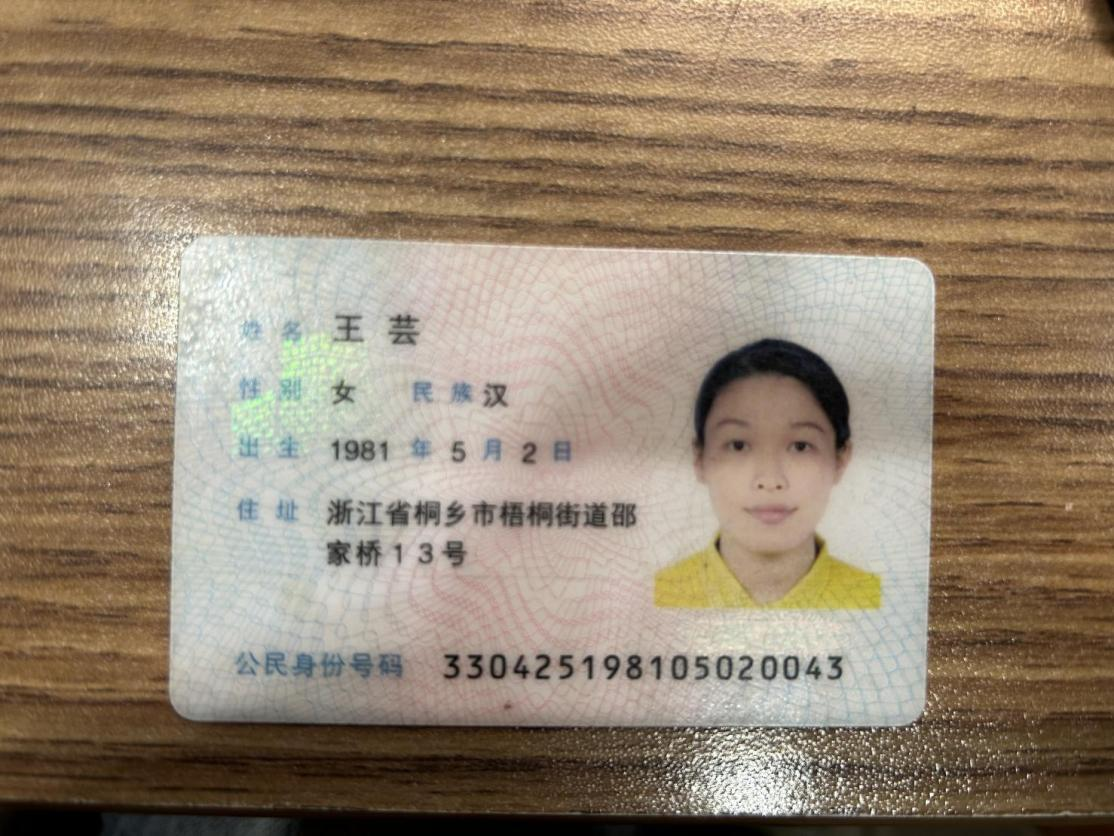 姓名 王芸
性别 女 民族 汉
出生 1981 年 5 月 2 日
住址 浙江省桐乡市梧桐街道邵
家桥13号
公民身份号码 330425198105020043